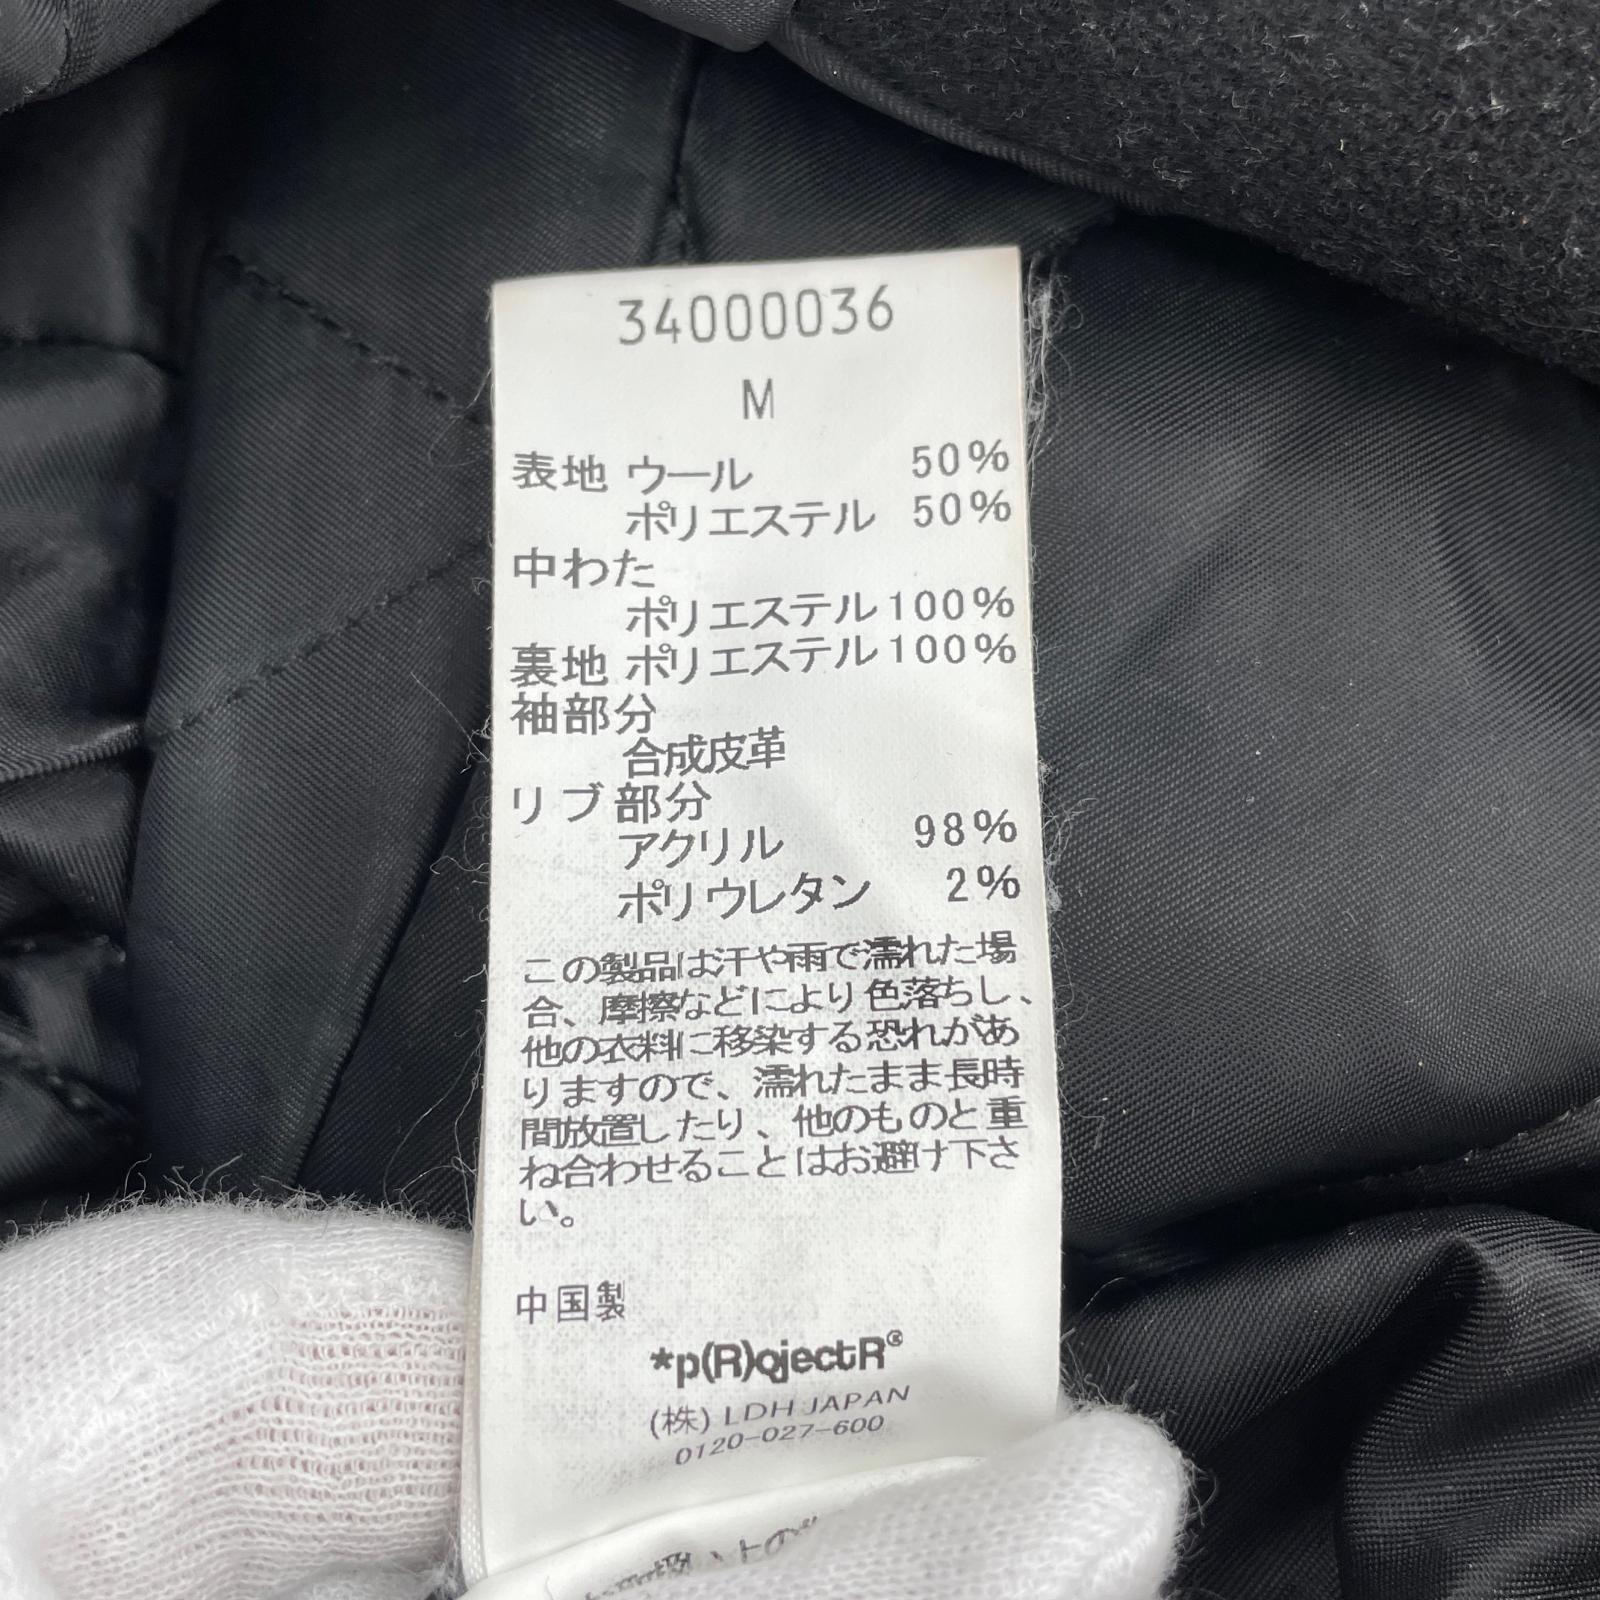 34000036
M
表地 ウール 50%
ポリエステル 50%
中わた
ポリエステル 100%
裏地 ポリエステル 100%
袖部分
合成皮革
リブ部分
アクリル 98%
ポリウレタン 2%
この製品は汗や雨で濡れた場
合、摩擦などにより色落ちし、
他の衣料に移染する恐れがあ
りますので、濡れたまま長時
間放置したり、他のものと重
ね合わせることはお避け下さ
い。
中国製
*p(R)ojectR®
(株) LDH JAPAN
0120-027-600